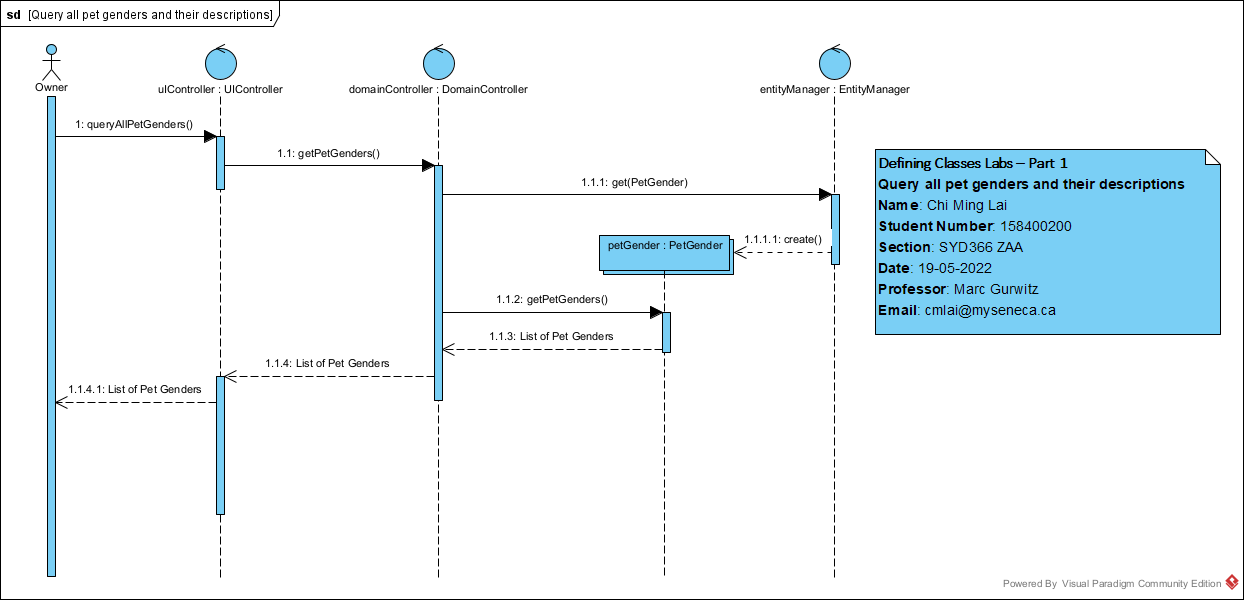 sd [Query all pet genders and their descriptions]
Owner
uIController : UIController
domainController : DomainController
entityManager : EntityManager
1: queryAllPetGenders()
1.1: getPetGenders()
1.1.1: get(PetGender)
1.1.1.1: create()
petGender : PetGender
1.1.2: getPetGenders()
1.1.3: List of Pet Genders
1.1.4: List of Pet Genders
1.1.4.1: List of Pet Genders
Defining Classes Labs – Part 1
Query all pet genders and their descriptions
Name: Chi Ming Lai
Student Number: 158400200
Section: SYD366 ZAA
Date: 19-05-2022
Professor: Marc Gurwitz
Email: cmlai@myseneca.ca
Powered By Visual Paradigm Community Edition